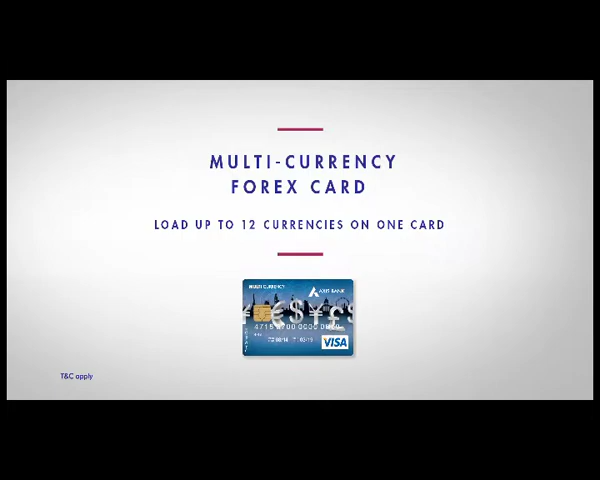 MULTI-CURRENCY
FOREX CARD
LOAD UP TO 12 CURRENCIES ON ONE CARD
MULTI CURRENCY
AXIS BANK
¥€$¥£$
VISA
T&C apply